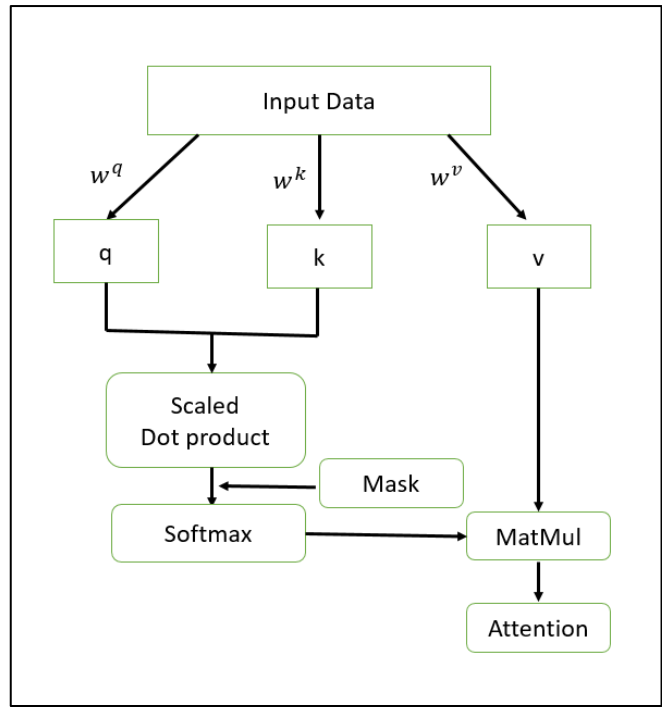 Input Data
w^q
w^k
w^v
q
k
v
Scaled
Dot product
Mask
Softmax
MatMul
Attention